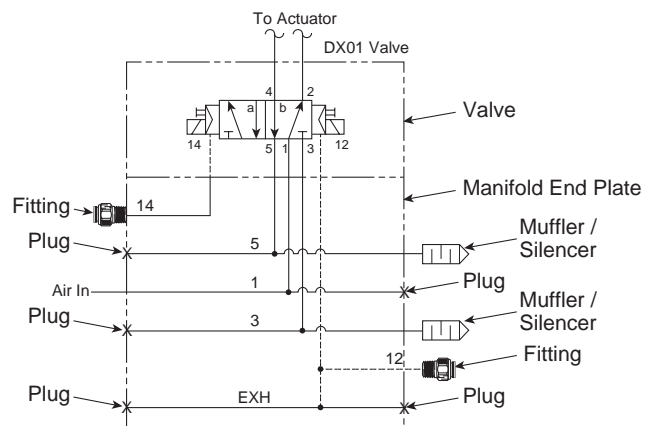 To Actuator
DX01 Valve
4 2
a b
14 5 1 3 12
Valve
Manifold End Plate
Fitting 14
Plug 5 Muffler /
Silencer
Air In 1 Plug
Plug 3 Muffler /
Silencer
12 Fitting
Plug EXH Plug